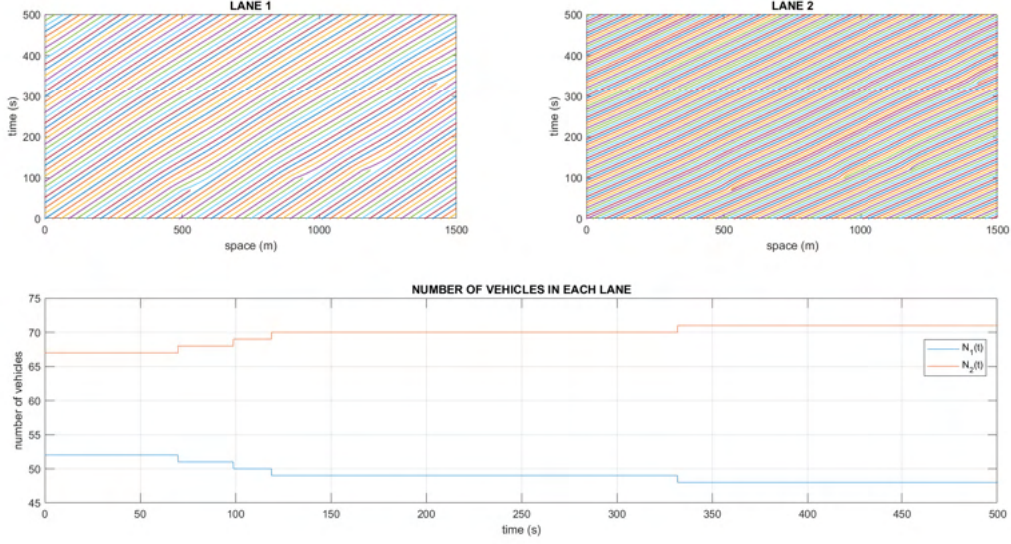 LANE 1
500
400
300
200
100
0
time (s)
0 500 1000 1500
space (m)
LANE 2
500
400
300
200
100
0
time (s)
0 500 1000 1500
space (m)
NUMBER OF VEHICLES IN EACH LANE
75
70
65
60
55
50
45
number of vehicles
0 50 100 150 200 250 300 350 400 450 500
time (s)
N1(t)
N2(t)